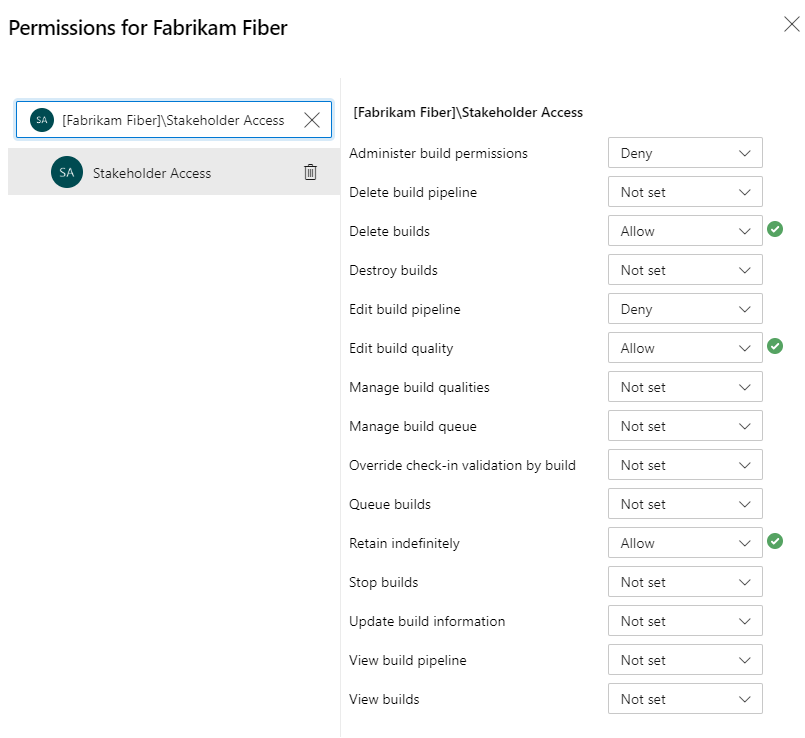 Permissions for Fabrikam Fiber
SA [Fabrikam Fiber]\Stakeholder Access
SA Stakeholder Access
[Fabrikam Fiber]\Stakeholder Access
Administer build permissions Deny
Delete build pipeline Not set
Delete builds Allow
Destroy builds Not set
Edit build pipeline Deny
Edit build quality Allow
Manage build qualities Not set
Manage build queue Not set
Override check-in validation by build Not set
Queue builds Not set
Retain indefinitely Allow
Stop builds Not set
Update build information Not set
View build pipeline Not set
View builds Not set